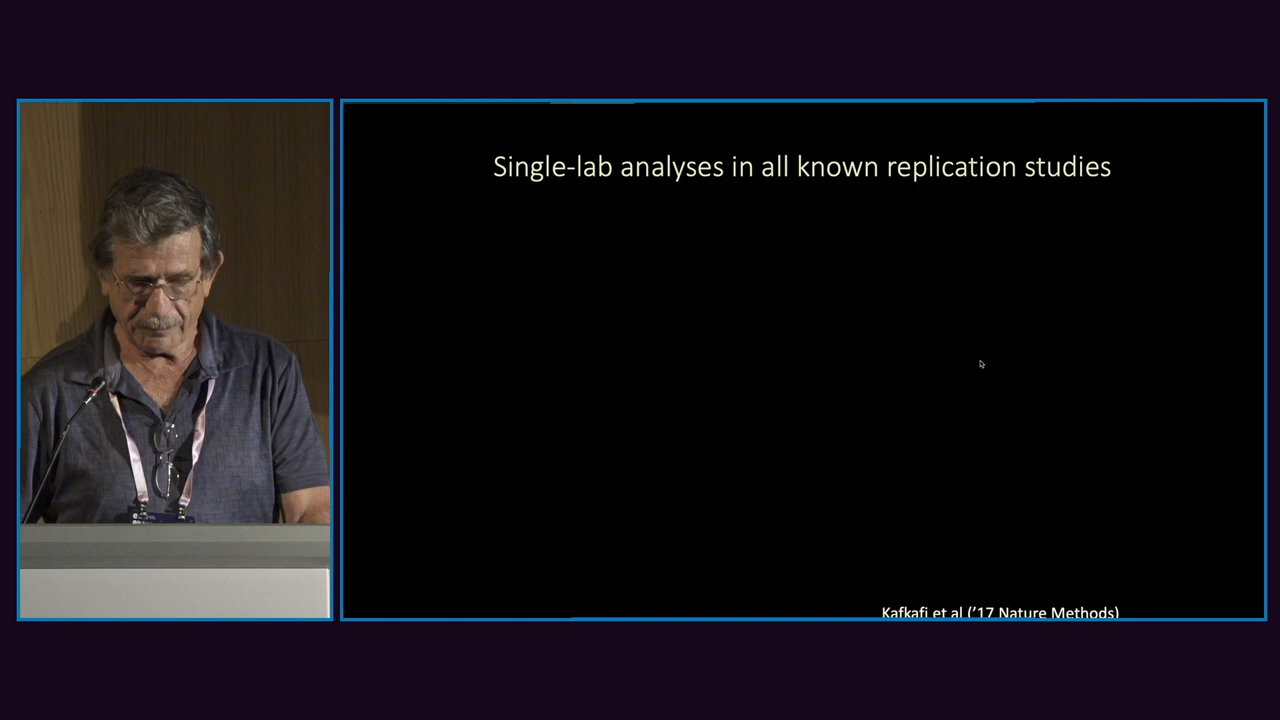 Single-lab analyses in all known replication studies
Kafkafi et al ('17 Nature Methods)